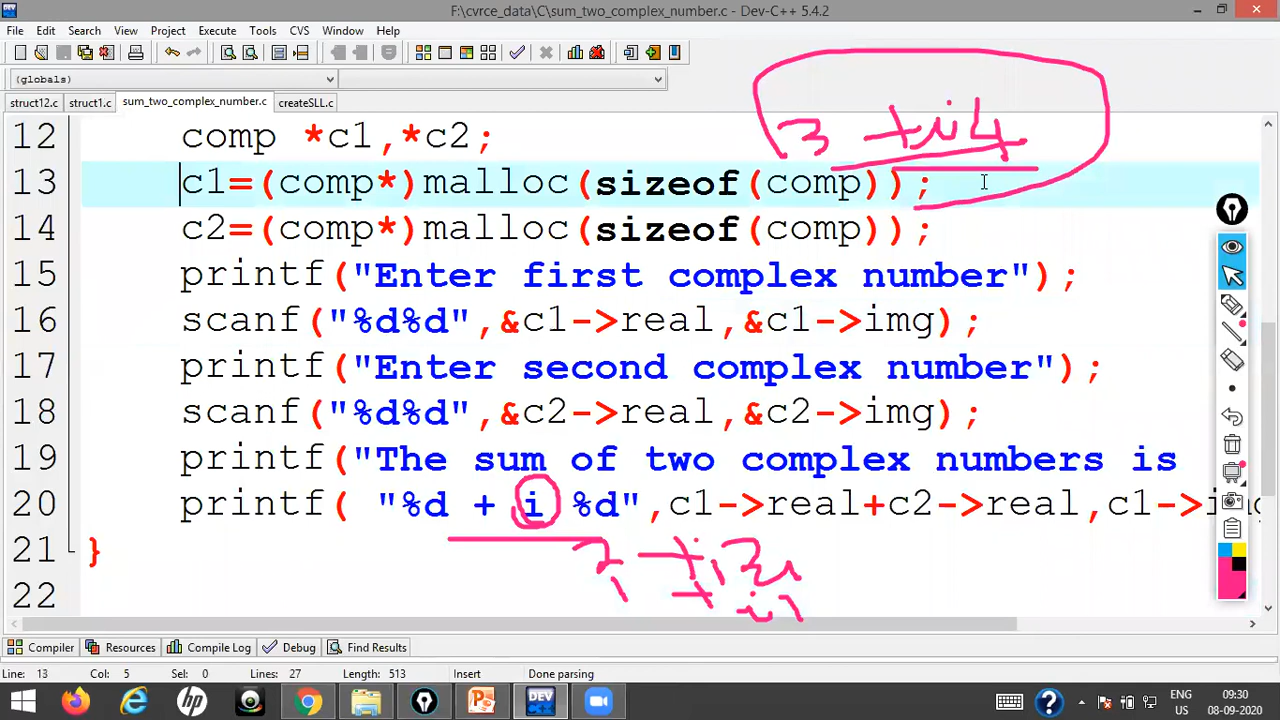 F:\cvrce_data\C\sum_two_complex_number.c - Dev-C++ 5.4.2
File Edit Search View Project Execute Tools CVS Window Help
(globals)
struct12.c struct1.c sum_two_complex_number.c createSLL.c
3 +i4
12 comp *c1,*c2;
13 c1=(comp*)malloc(sizeof(comp));
14 c2=(comp*)malloc(sizeof(comp));
15 printf("Enter first complex number");
16 scanf("%d%d",&c1->real,&c1->img);
17 printf("Enter second complex number");
18 scanf("%d%d",&c2->real,&c2->img);
19 printf("The sum of two complex numbers is
20 printf( "%d + i %d",c1->real+c2->real,c1->img
21 }
22
Compiler Resources Compile Log Debug Find Results
Line: 13 Col: 5 Sel: 0 Lines: 27 Length: 513 Insert Done parsing
hp P DEV C++ ? ENG 09:30
US 08-09-2020